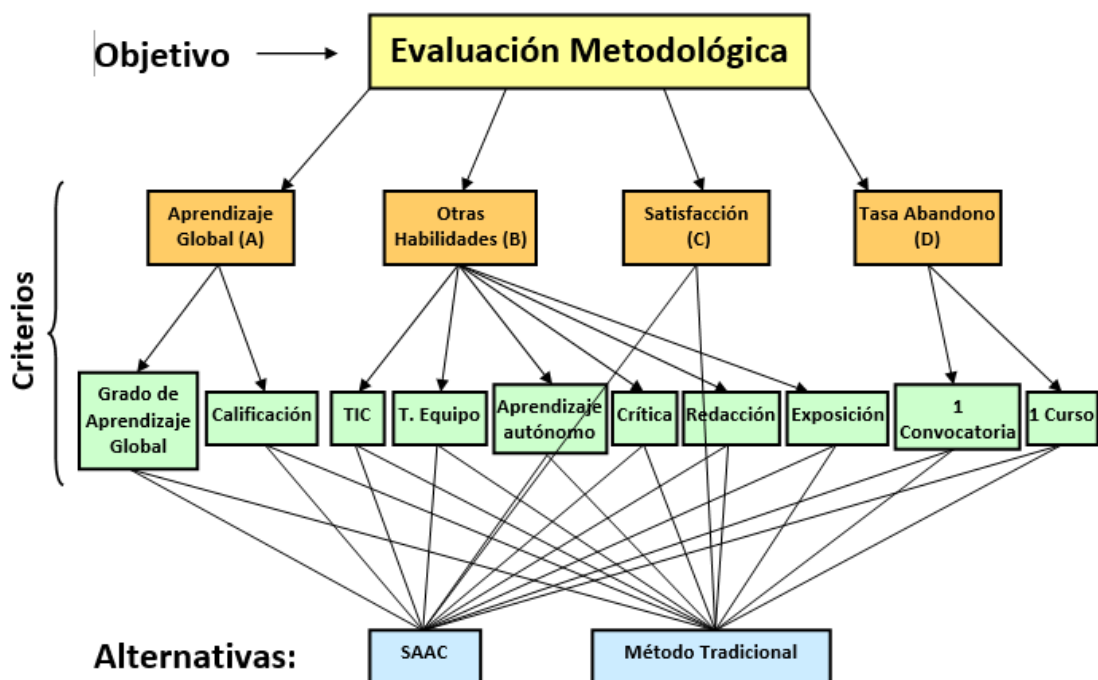 Objetivo
Evaluación Metodológica
Criterios
Aprendizaje
Global (A)
Otras
Habilidades (B)
Satisfacción
(C)
Tasa Abandono
(D)
Grado de
Aprendizaje
Global
Calificación
TIC
T. Equipo
Aprendizaje
autónomo
Crítica
Redacción
Exposición
1
Convocatoria
1 Curso
Alternativas:
SAAC
Método Tradicional